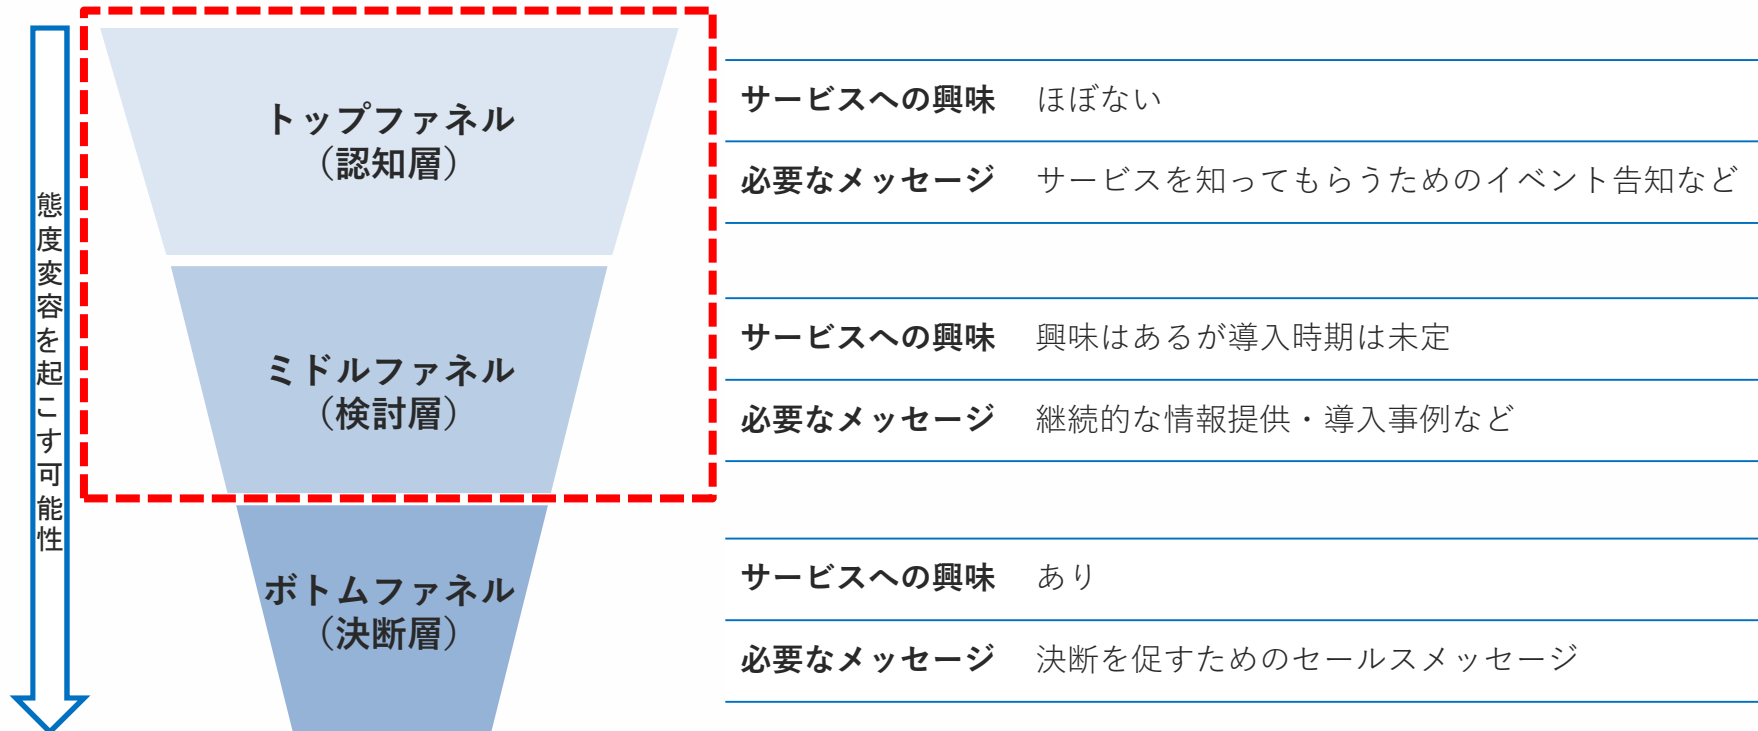 態度変容を起こす可能性
トップファネル
（認知層）
サービスへの興味 ほぼない
必要なメッセージ サービスを知ってもらうためのイベント告知など
ミドルファネル
（検討層）
サービスへの興味 興味はあるが導入時期は未定
必要なメッセージ 継続的な情報提供・導入事例など
ボトムファネル
（決断層）
サービスへの興味 あり
必要なメッセージ 決断を促すためのセールスメッセージ